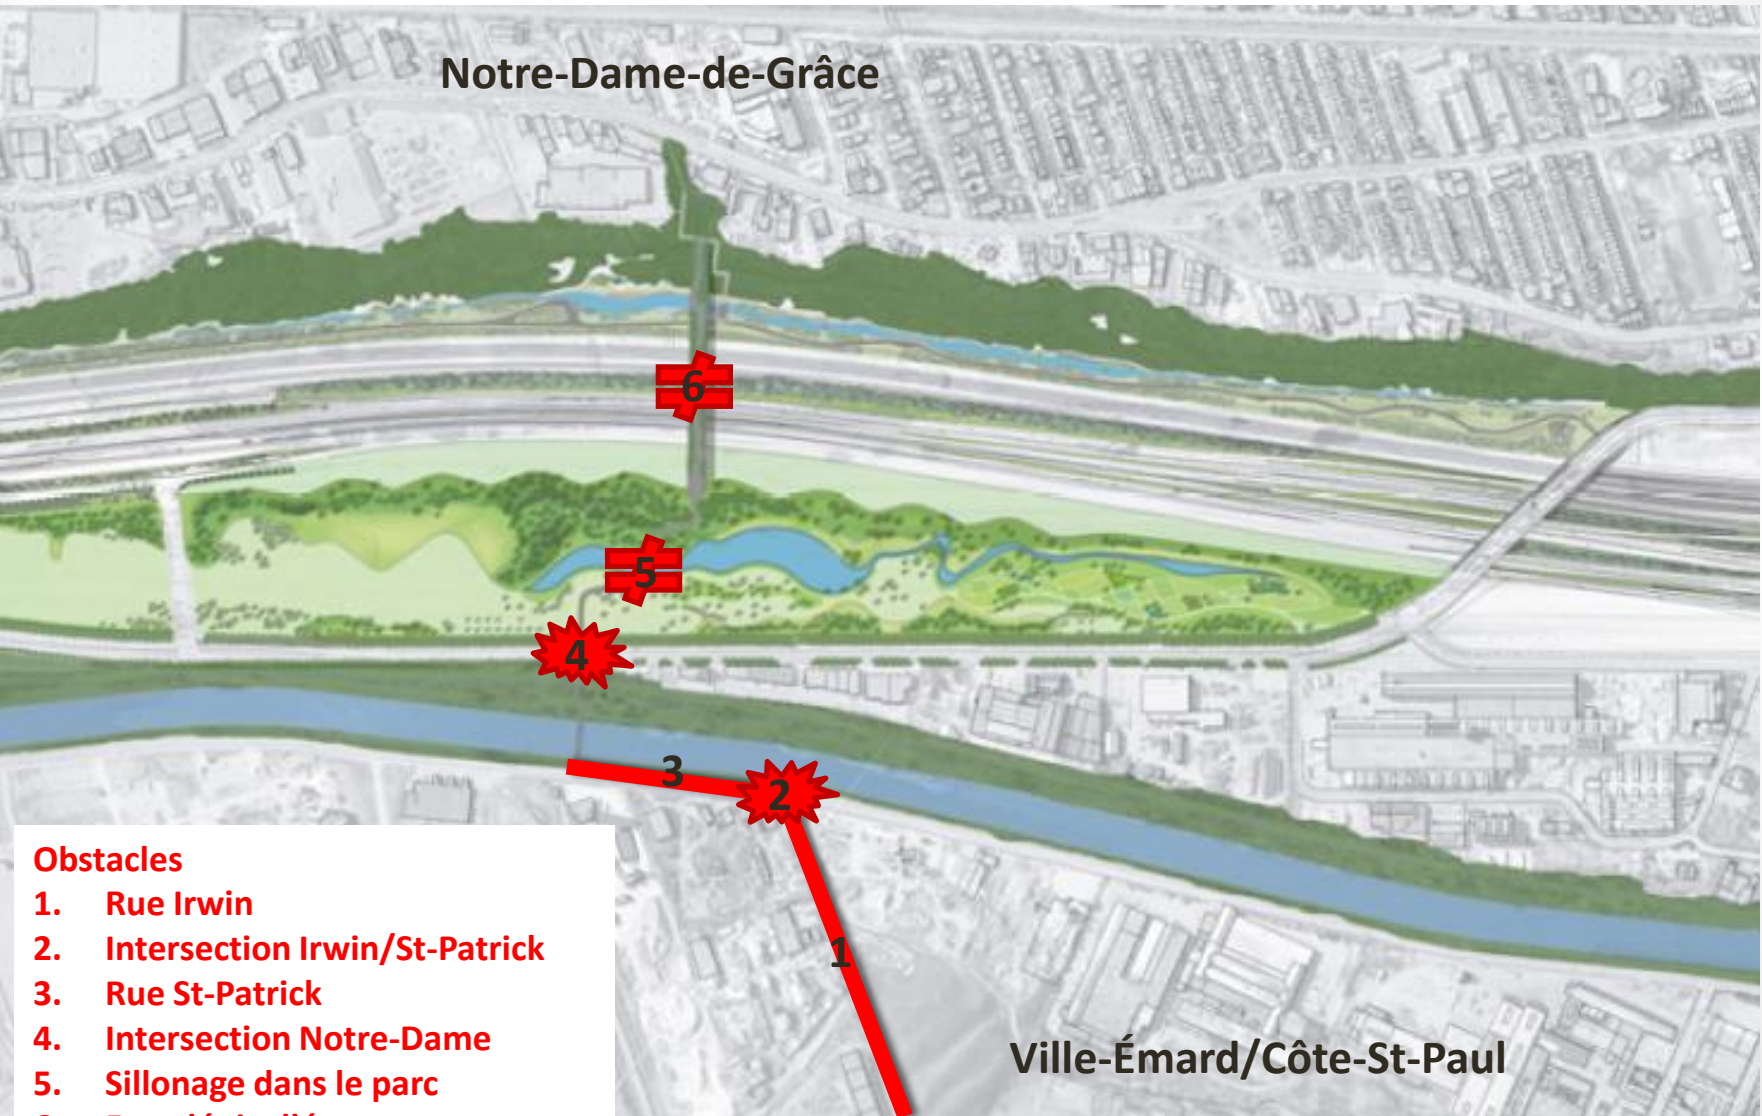 Notre-Dame-de-Grâce
6
5
4
3
2
1
Ville-Émard/Côte-St-Paul
Obstacles
1. Rue Irwin
2. Intersection Irwin/St-Patrick
3. Rue St-Patrick
4. Intersection Notre-Dame
5. Sillonage dans le parc